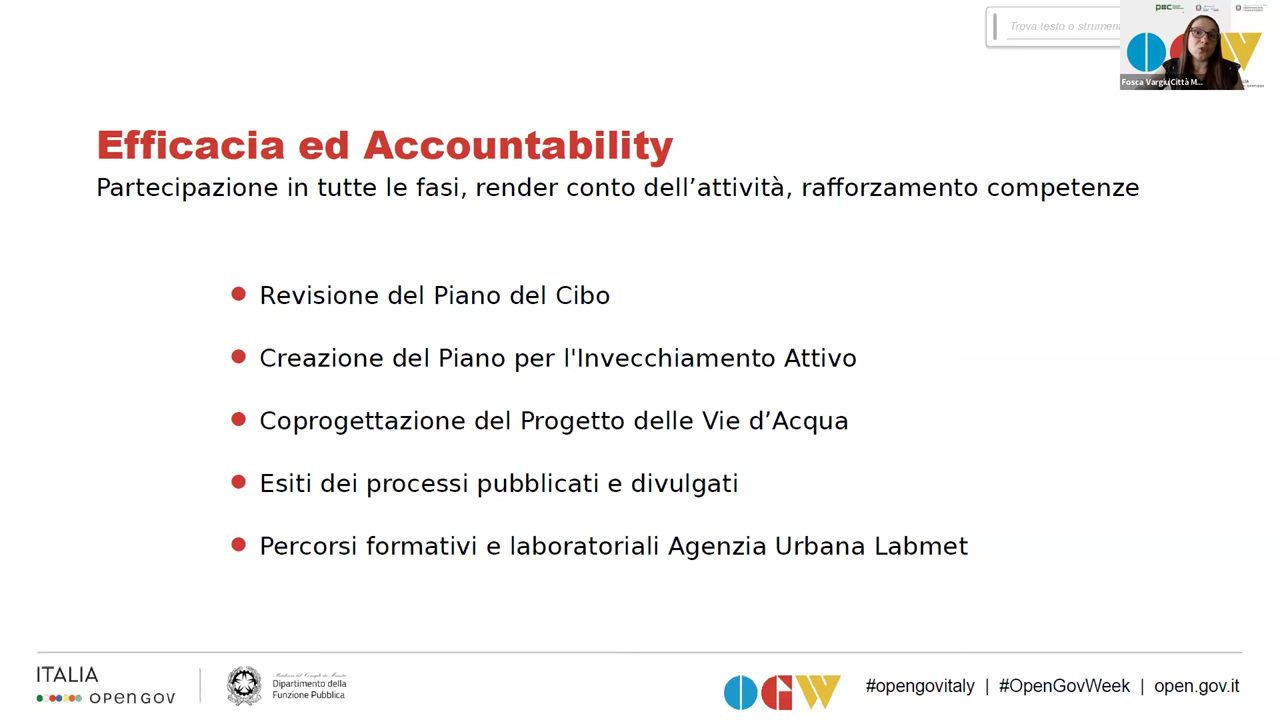 Trova testo o strument
Fosca Vargiu|Città M...
Efficacia ed Accountability
Partecipazione in tutte le fasi, render conto dell’attività, rafforzamento competenze
Revisione del Piano del Cibo
Creazione del Piano per l'Invecchiamento Attivo
Coprogettazione del Progetto delle Vie d’Acqua
Esiti dei processi pubblicati e divulgati
Percorsi formativi e laboratoriali Agenzia Urbana Labmet
ITALIA
open gov
Dipartimento della
Funzione Pubblica
OGW
#opengovitaly | #OpenGovWeek | open.gov.it